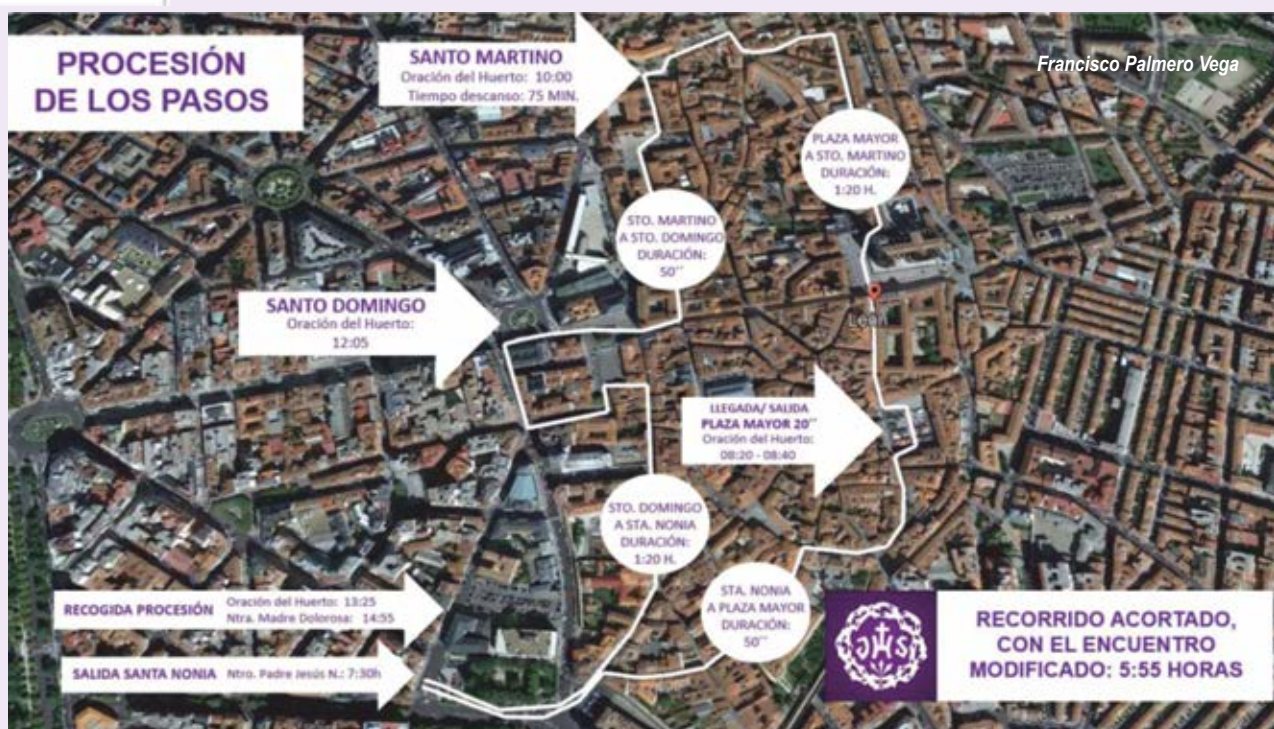 PROCESIÓN
DE LOS PASOS
SANTO MARTINO
Oración del Huerto: 10:00
Tiempo descanso: 75 MIN.
Francisco Palmero Vega
PLAZA MAYOR
A STO. MARTINO
DURACIÓN:
1:20 H.
STO. MARTINO
A STO. DOMINGO
DURACIÓN:
50´´
SANTO DOMINGO
Oración del Huerto:
12:05
León
LLEGADA/ SALIDA
PLAZA MAYOR 20´´
Oración del Huerto:
08:20 - 08:40
STO. DOMINGO
A STA. NONIA
DURACIÓN:
1:20 H.
STA. NONIA
A PLAZA MAYOR
DURACIÓN:
50´´
RECOGIDA PROCESIÓN Oración del Huerto: 13:25
Ntra. Madre Dolorosa: 14:55
SALIDA SANTA NONIA Ntro. Padre Jesús N.: 7:30h
JHS
RECORRIDO ACORTADO,
CON EL ENCUENTRO
MODIFICADO: 5:55 HORAS